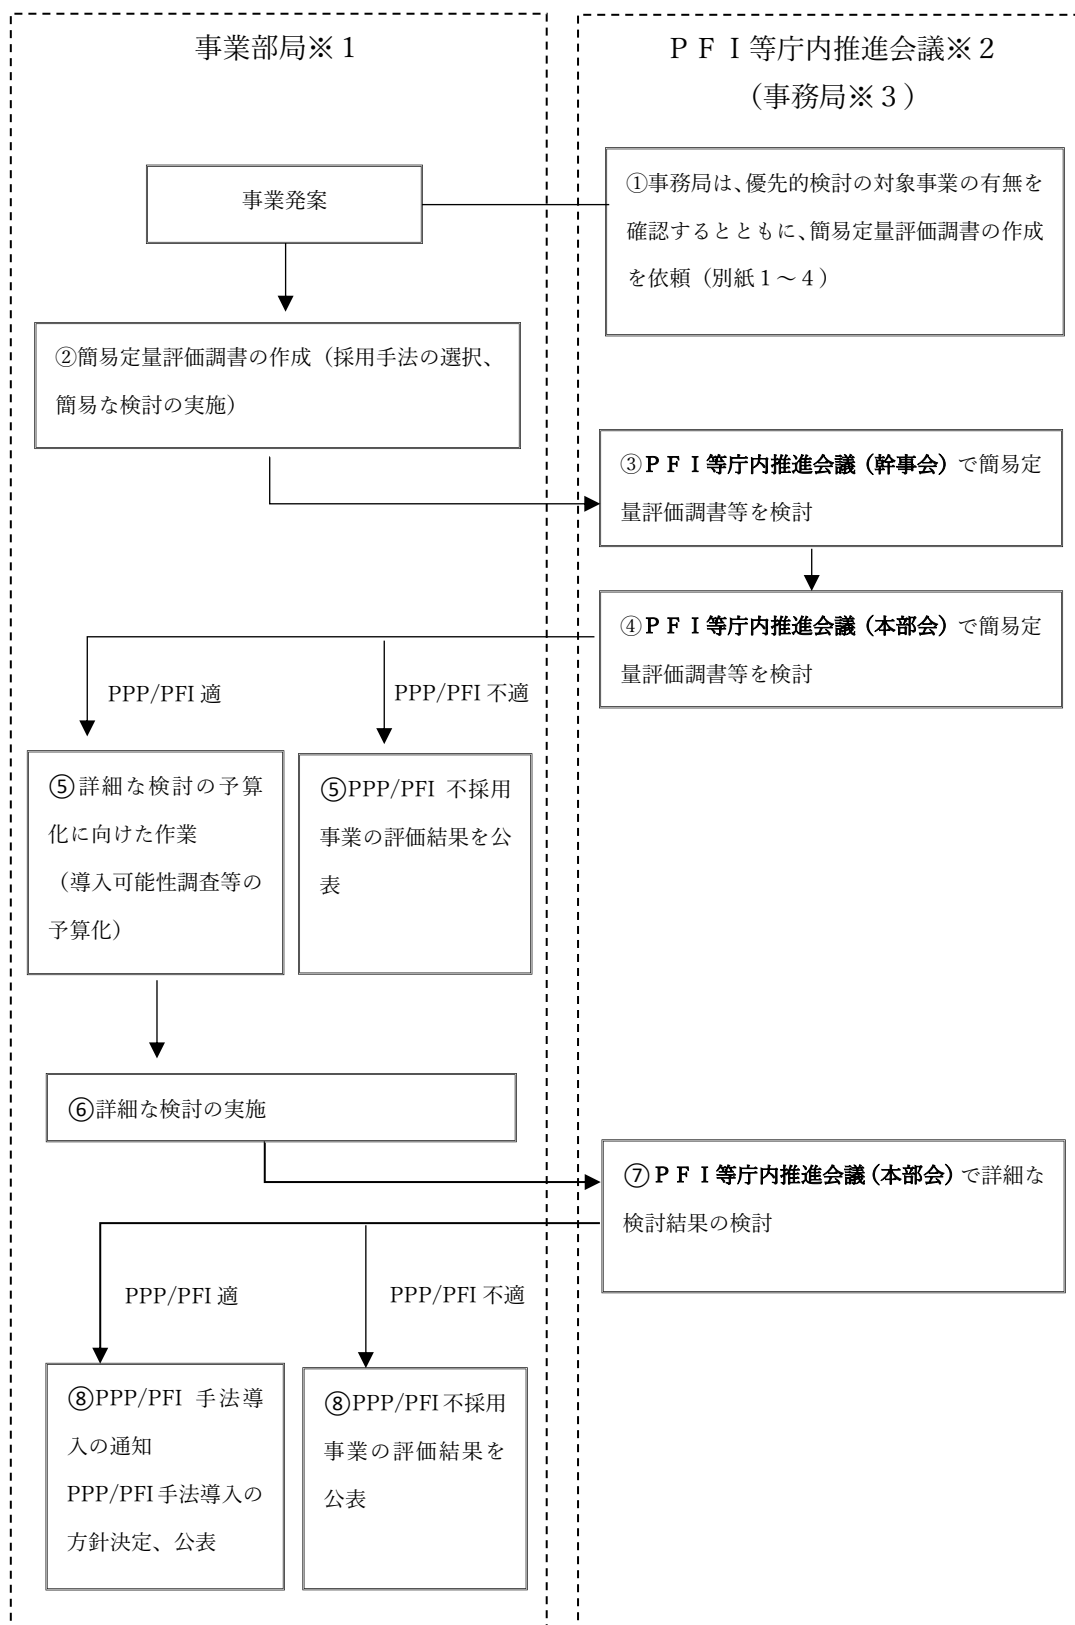 事業部局※１
ＰＦＩ等庁内推進会議※２
（事務局※３）
事業発案
①事務局は、優先的検討の対象事業の有無を
確認するとともに、簡易定量評価調書の作成
を依頼（別紙１～４）
②簡易定量評価調書の作成（採用手法の選択、
簡易な検討の実施）
③ＰＦＩ等庁内推進会議（幹事会）で簡易定
量評価調書等を検討
④ＰＦＩ等庁内推進会議（本部会）で簡易定
量評価調書等を検討
PPP/PFI 適
PPP/PFI 不適
⑤詳細な検討の予算
化に向けた作業
（導入可能性調査等の
予算化）
⑤PPP/PFI 不採用
事業の評価結果を公
表
⑥詳細な検討の実施
⑦ＰＦＩ等庁内推進会議（本部会）で詳細な
検討結果の検討
PPP/PFI 適
PPP/PFI 不適
⑧PPP/PFI 手法導
入の通知
PPP/PFI 手法導入の
方針決定、公表
⑧PPP/PFI 不採用
事業の評価結果を
公表